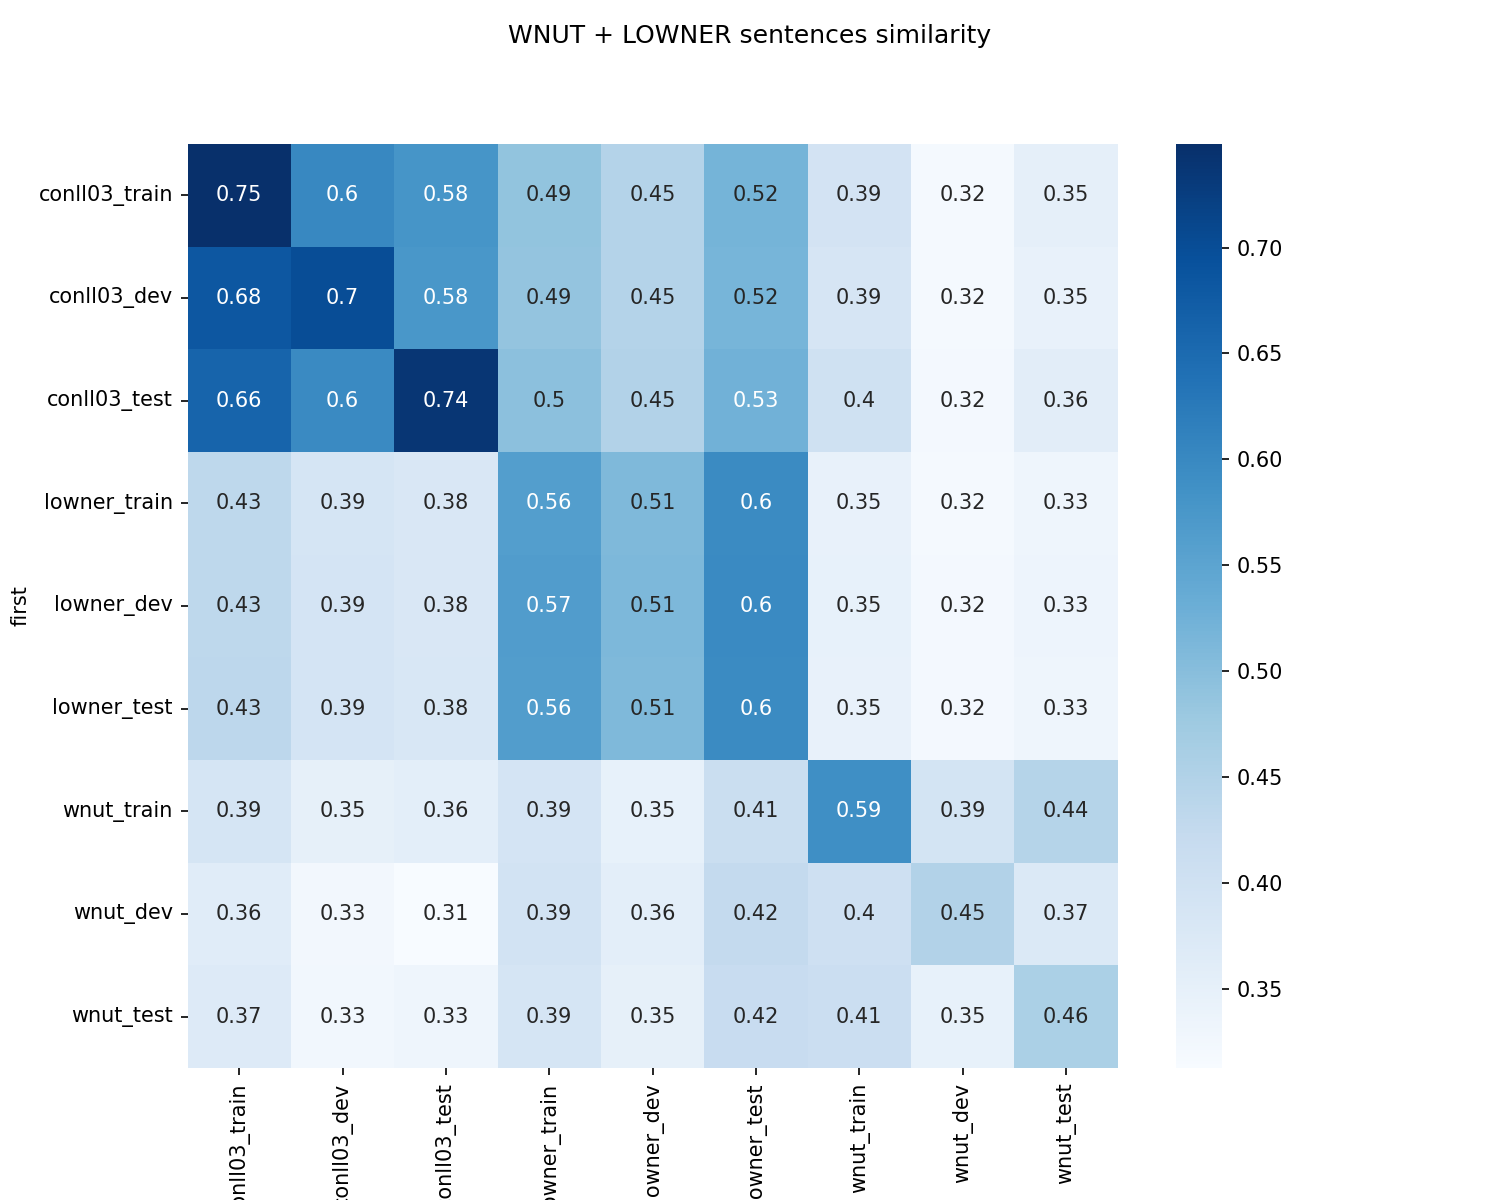 WNUT + LOWNER sentences similarity
conll03_train 0.75 0.6 0.58 0.49 0.45 0.52 0.39 0.32 0.35
conll03_dev 0.68 0.7 0.58 0.49 0.45 0.52 0.39 0.32 0.35
conll03_test 0.66 0.6 0.74 0.5 0.45 0.53 0.4 0.32 0.36
lowner_train 0.43 0.39 0.38 0.56 0.51 0.6 0.35 0.32 0.33
lowner_dev 0.43 0.39 0.38 0.57 0.51 0.6 0.35 0.32 0.33
lowner_test 0.43 0.39 0.38 0.56 0.51 0.6 0.35 0.32 0.33
wnut_train 0.39 0.35 0.36 0.39 0.35 0.41 0.59 0.39 0.44
wnut_dev 0.36 0.33 0.31 0.39 0.36 0.42 0.4 0.45 0.37
wnut_test 0.37 0.33 0.33 0.39 0.35 0.42 0.41 0.35 0.46
first
onll03_train
onll03_dev
onll03_test
owner_train
owner_dev
owner_test
wnut_train
wnut_dev
wnut_test
0.70
0.65
0.60
0.55
0.50
0.45
0.40
0.35